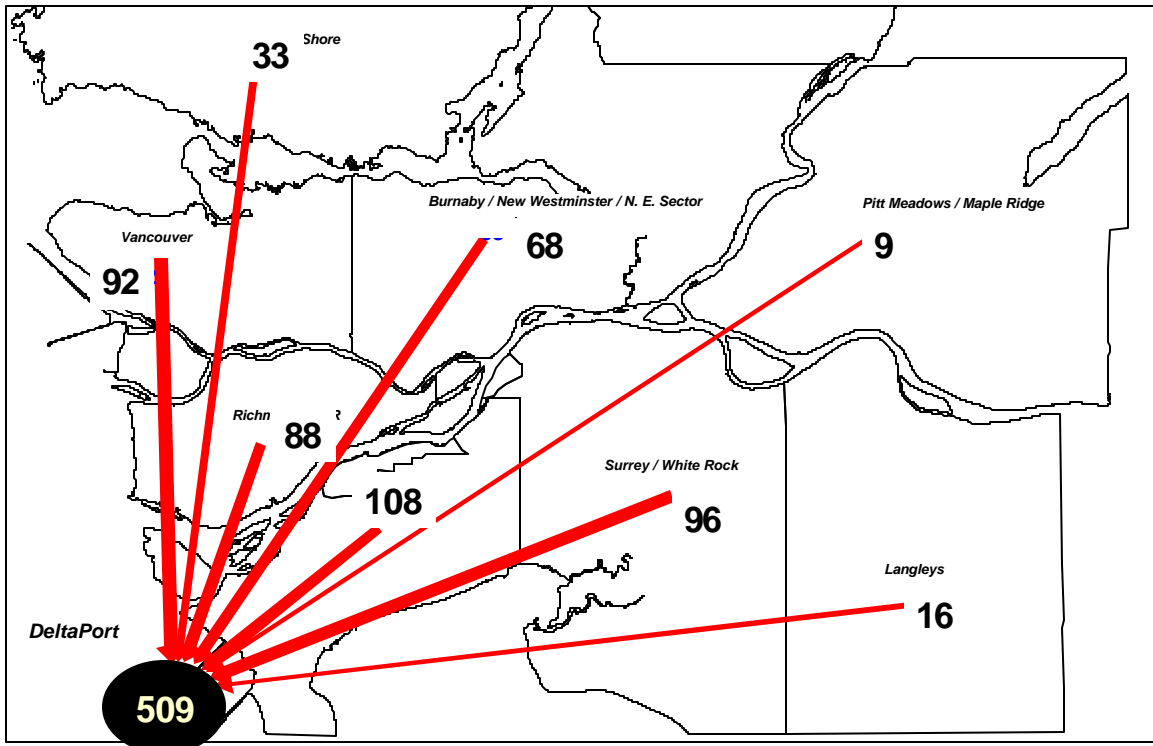 Shore
33
Burnaby / New Westminster / N. E. Sector
68
Pitt Meadows / Maple Ridge
9
Vancouver
92
Richn
88
108
Surrey / White Rock
96
Langleys
16
DeltaPort
509